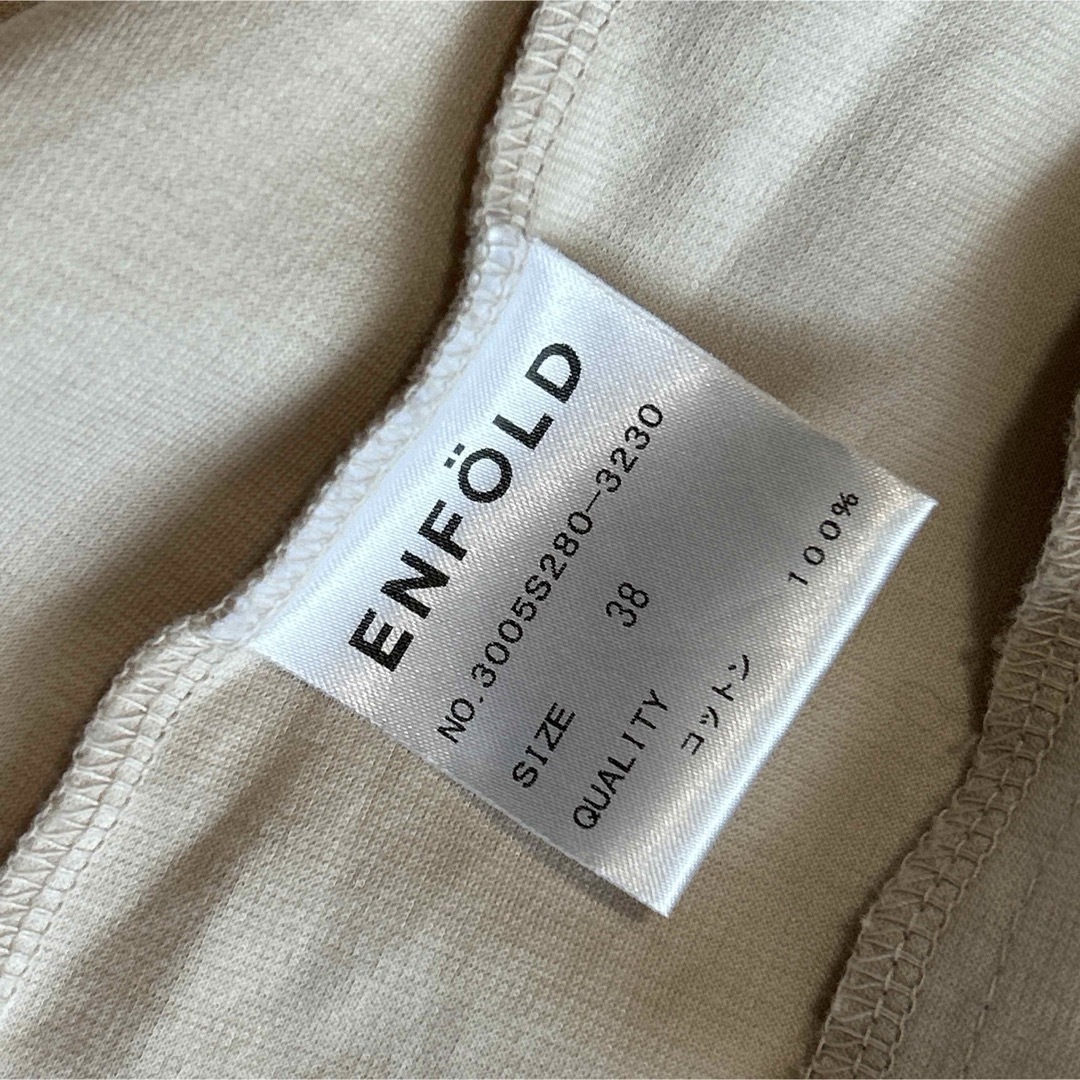 ENFÖLD
NO.3005S280-3230
SIZE 38
QUALITY
コットン 100%